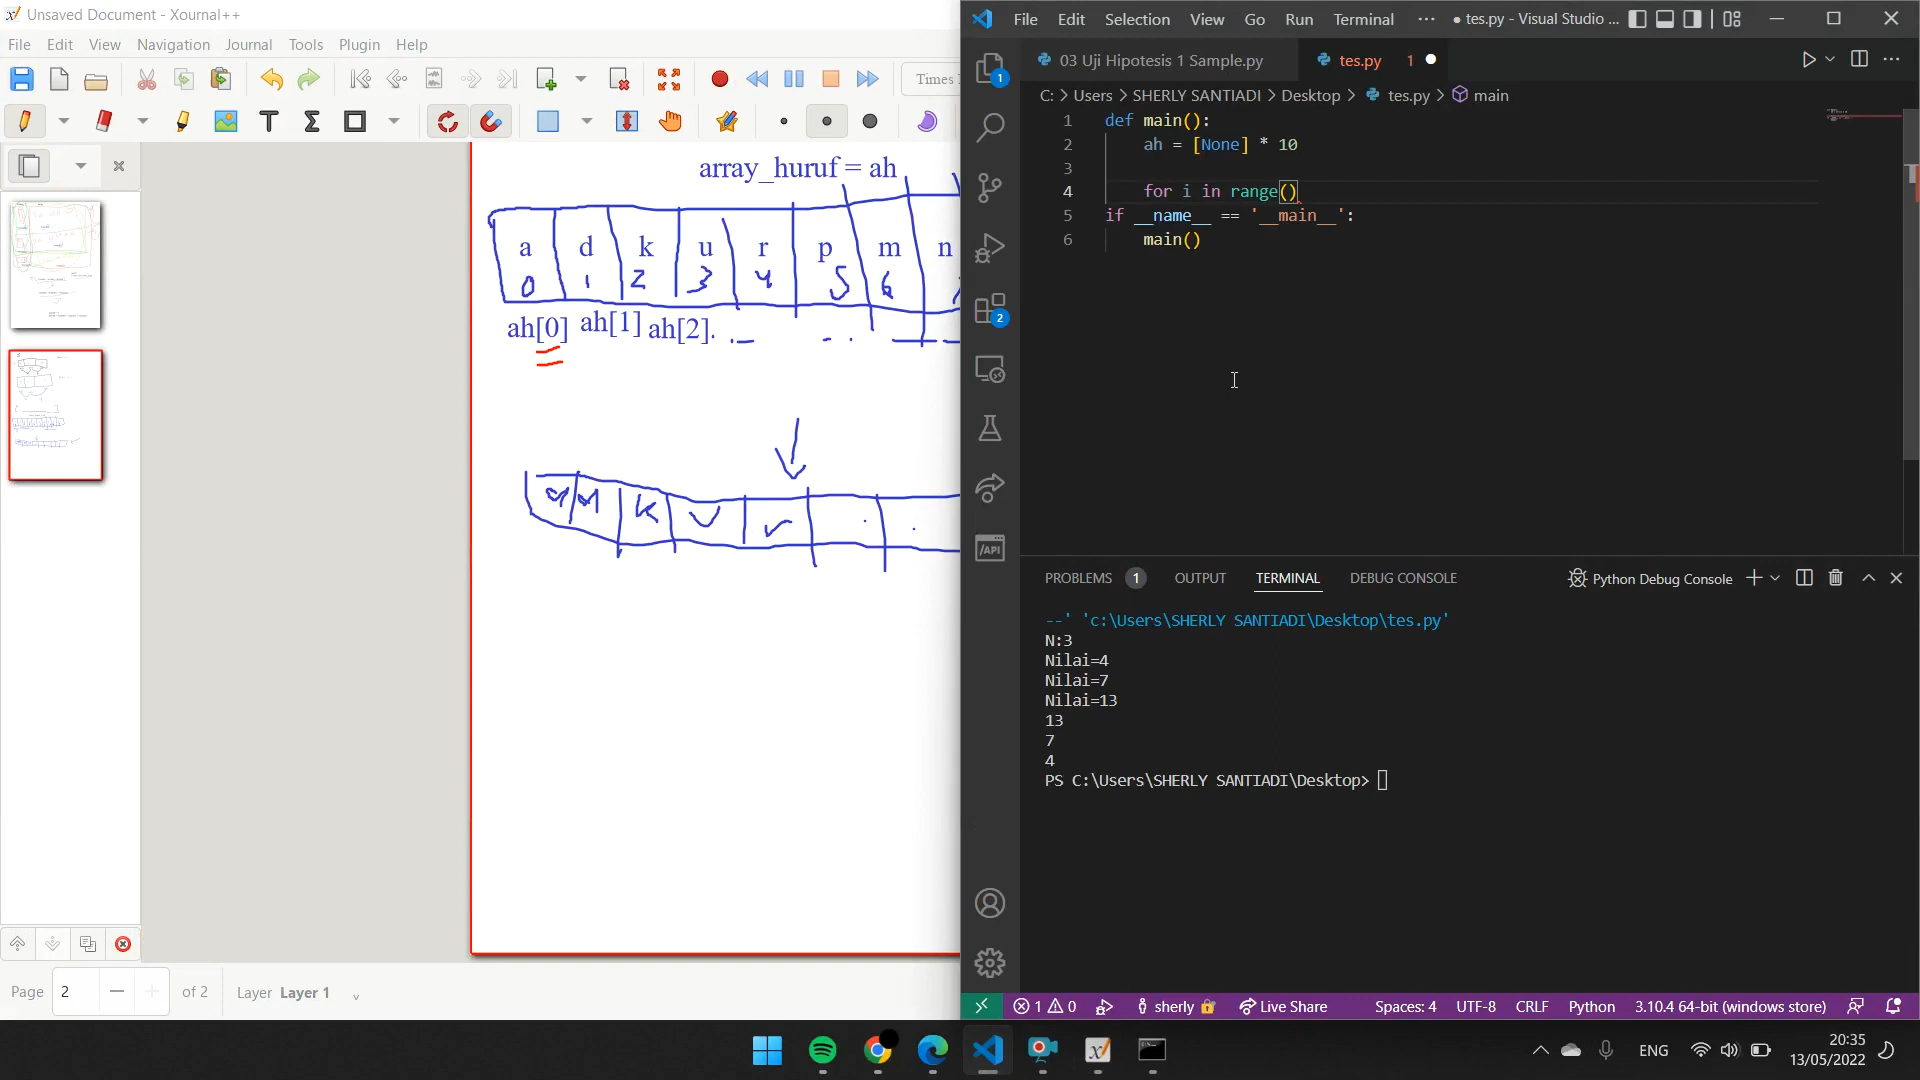 Unsaved Document - Xournal++
File Edit View Navigation Journal Tools Plugin Help
Times
array_huruf = ah
a d k u r p m n
0 1 2 3 4 5 6
ah[0] ah[1] ah[2].
k
Page 2 of 2 Layer Layer 1
File Edit Selection View Go Run Terminal ··· ● tes.py - Visual Studio ...
03 Uji Hipotesis 1 Sample.py tes.py 1
C: > Users > SHERLY SANTIADI > Desktop > tes.py > main
1 def main():
2 ah = [None] * 10
3
4 for i in range()
5 if __name__ == '__main__':
6 main()
1
2
/API
PROBLEMS 1 OUTPUT TERMINAL DEBUG CONSOLE Python Debug Console
--' 'c:\Users\SHERLY SANTIADI\Desktop\tes.py'
N:3
Nilai=4
Nilai=7
Nilai=13
13
7
4
PS C:\Users\SHERLY SANTIADI\Desktop>
1 0 sherly Live Share Spaces: 4 UTF-8 CRLF Python 3.10.4 64-bit (windows store)
ENG 20:35
13/05/2022